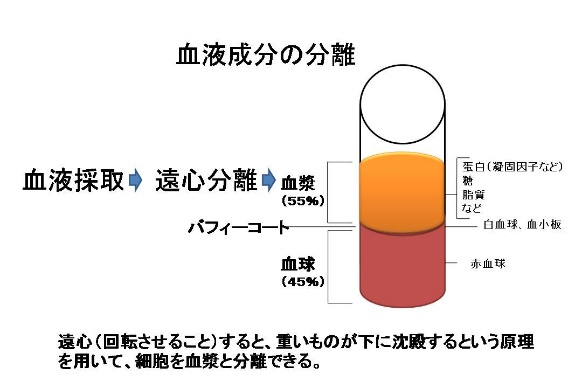 血液成分の分離
血液採取 遠心分離 血漿
(55%)
蛋白(凝固因子など)
糖
脂質
など
バフィーコート
白血球、血小板
血球
(45%)
赤血球
遠心(回転させること)すると、重いものが下に沈殿するという原理
を用いて、細胞を血漿と分離できる。